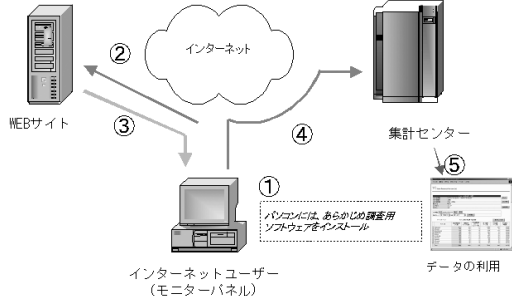 インターネット
②
WEBサイト
③
④
集計センター
⑤
①
パソコンには、あらかじめ調査用
ソフトウェアをインストール
インターネットユーザー
(モニターパネル)
データの利用